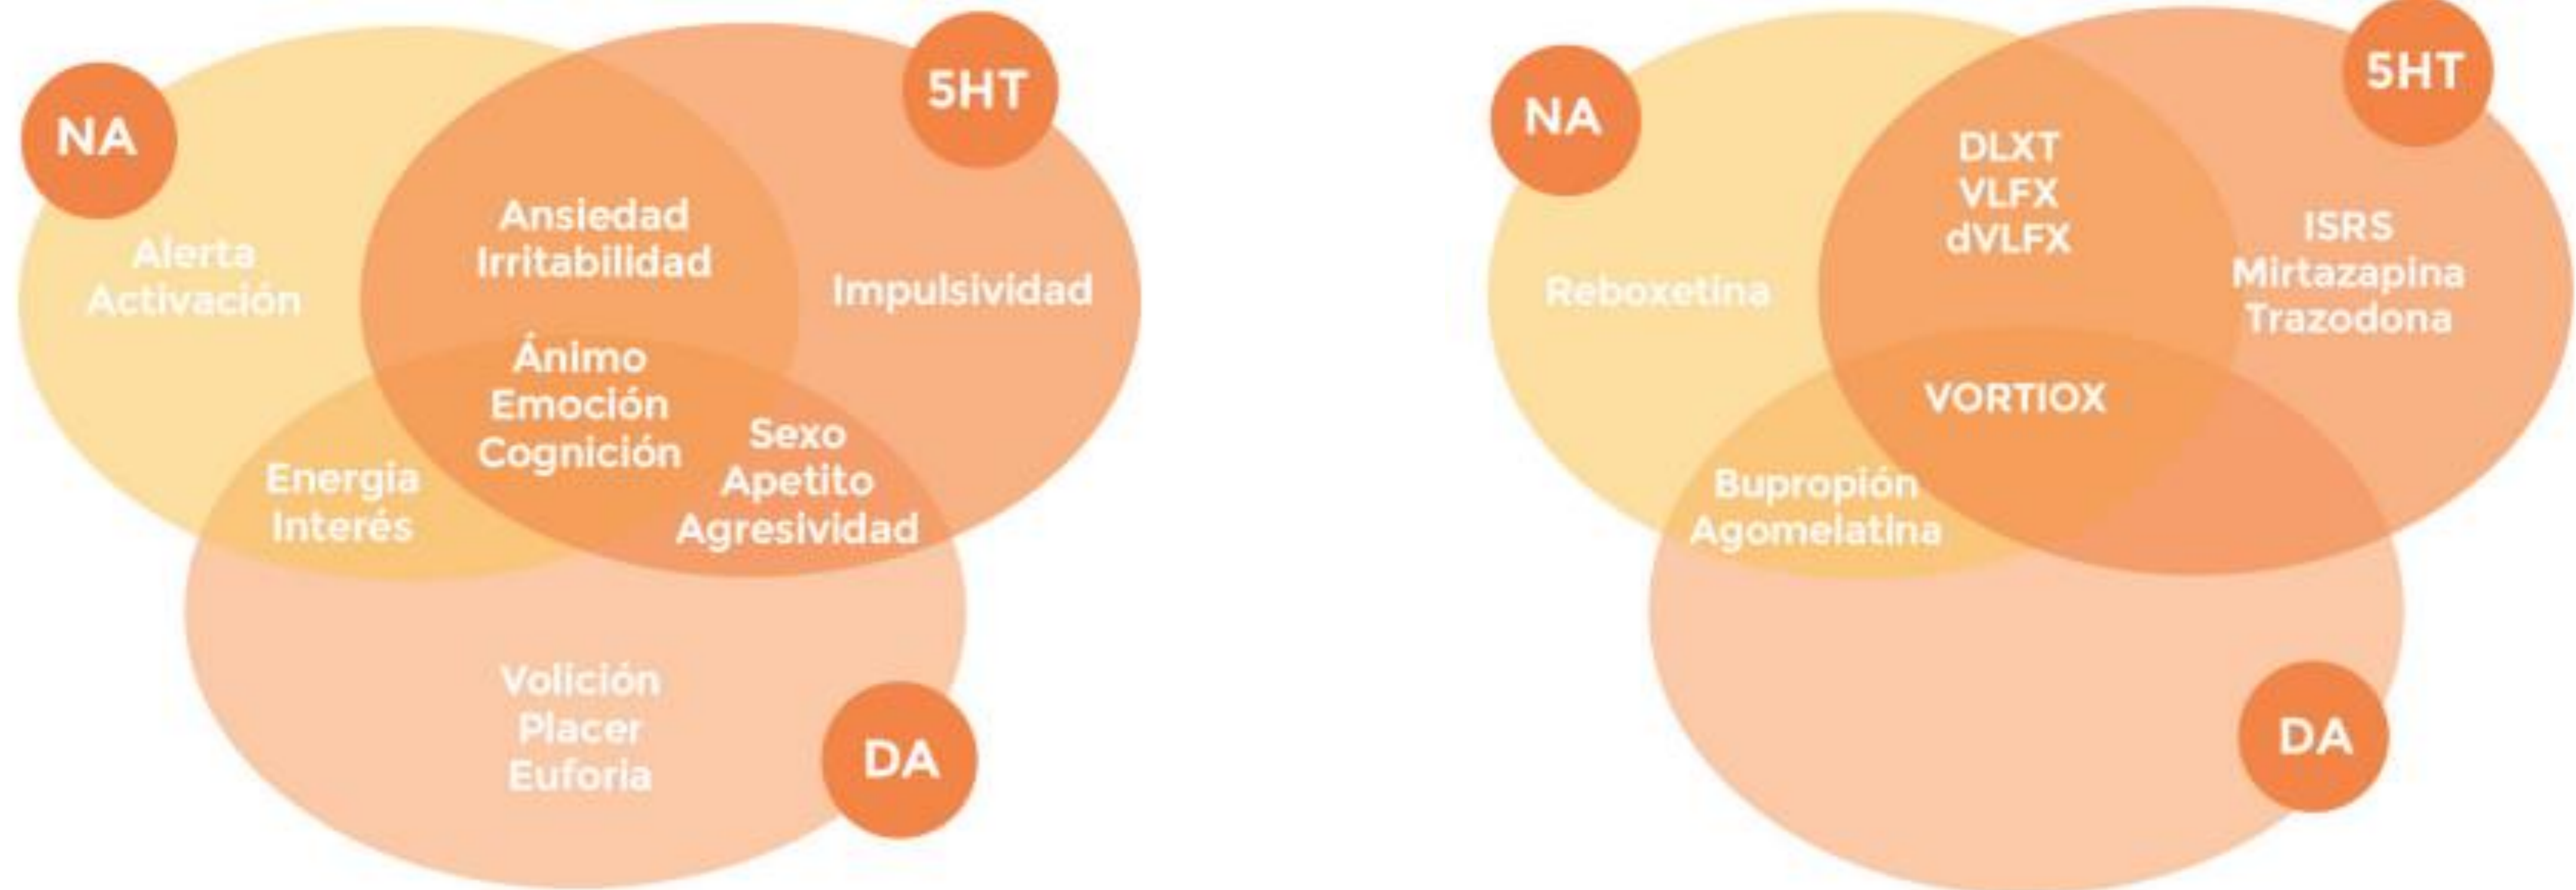 NA
5HT
Alerta
Activación
Ansiedad
Irritabilidad
Impulsividad
Ánimo
Emoción
Cognición
Energia
Interés
Sexo
Apetito
Agresividad
Volición
Placer
Euforia
DA
NA
5HT
Reboxetina
DLXT
VLFX
dVLFX
ISRS
Mirtazapina
Trazodona
VORTIOX
Bupropión
Agomelatina
DA